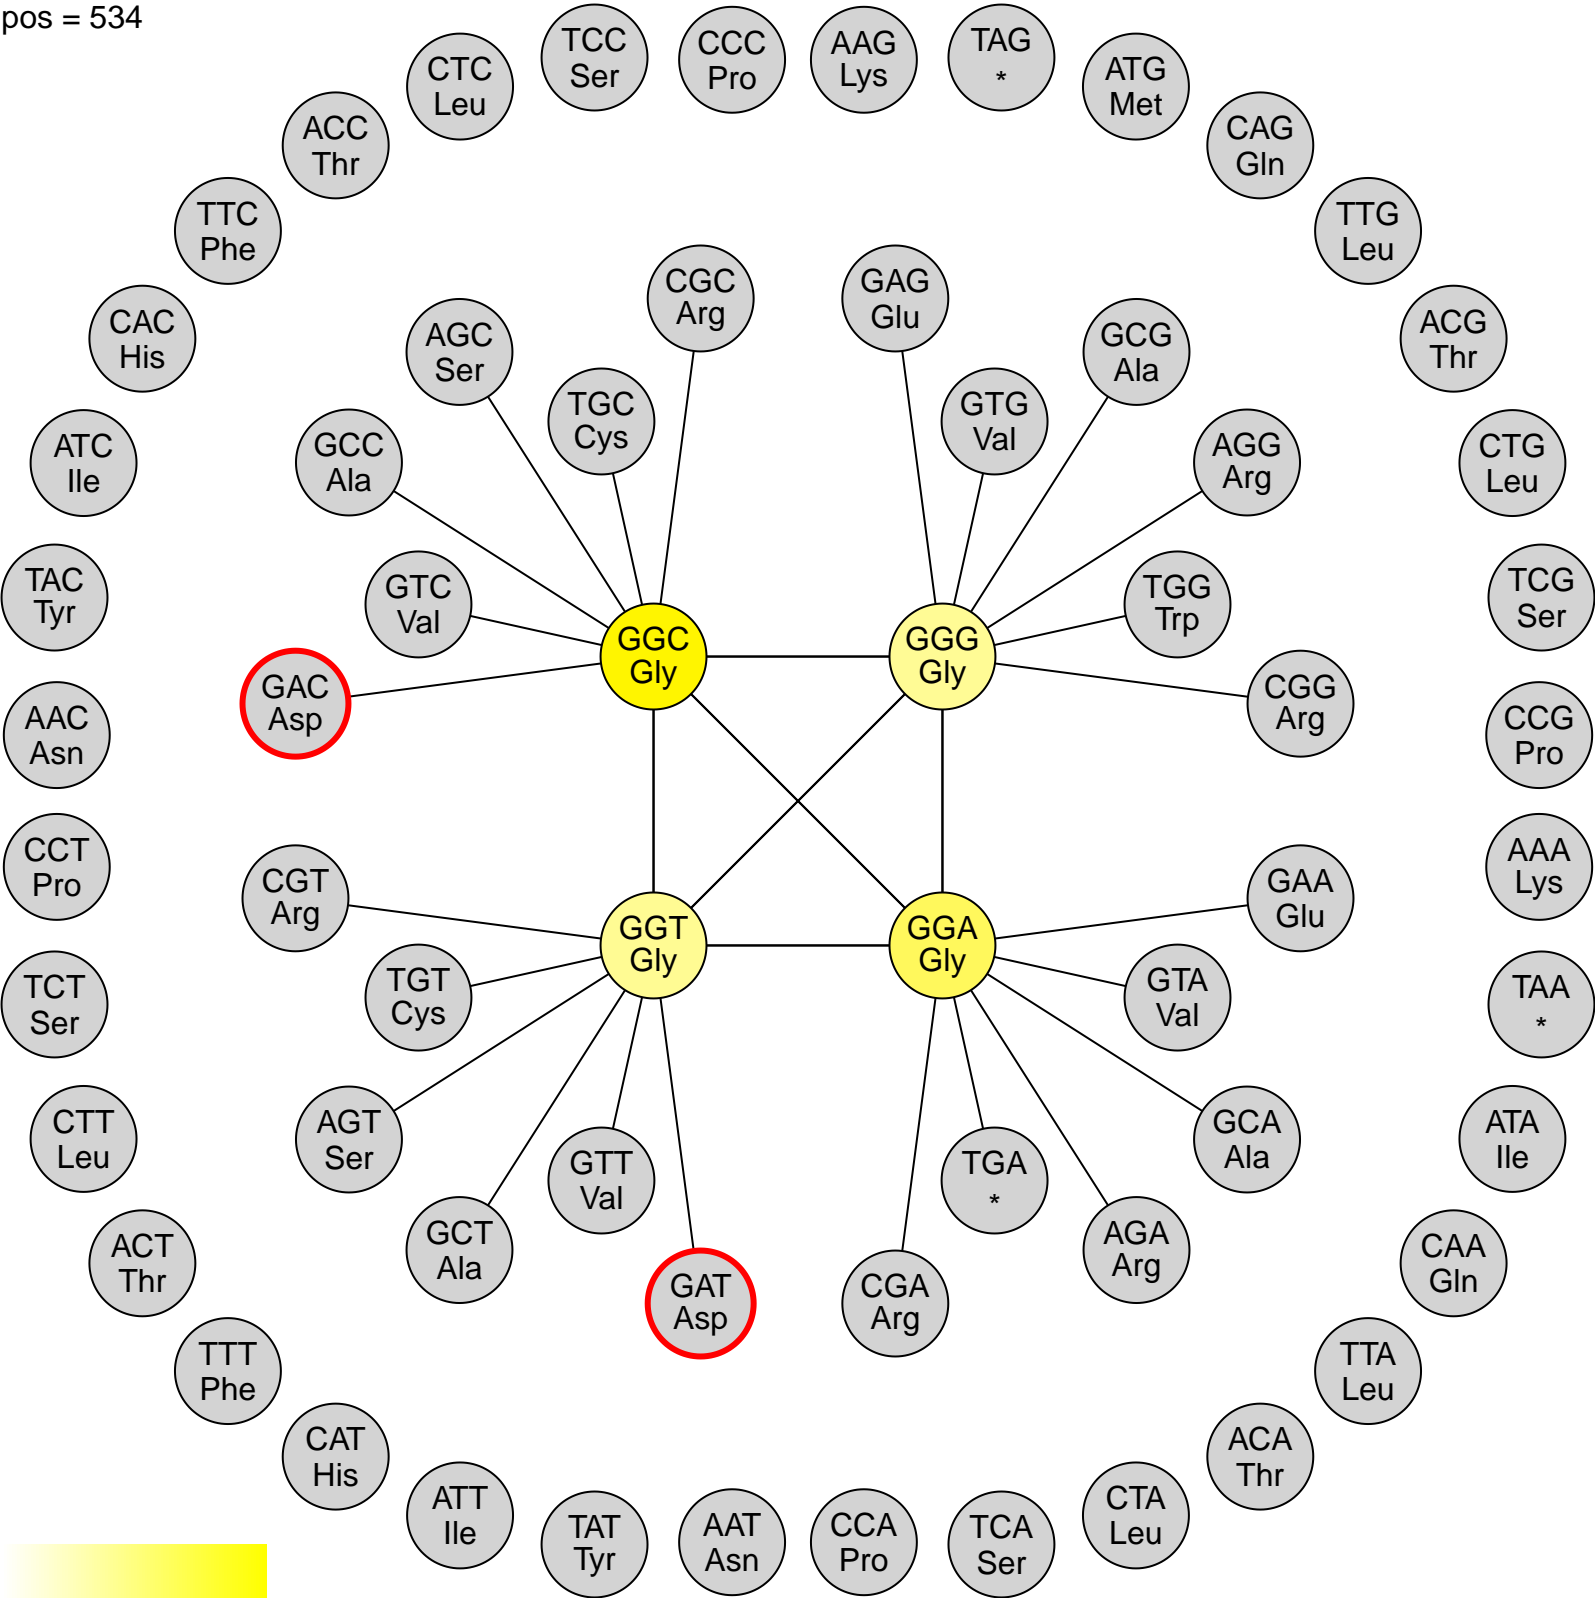 pos = 534
TCC
Ser
CCC
Pro
AAG
Lys
TAG
*
CTC
Leu
ATG
Met
ACC
Thr
CAG
Gln
TTC
Phe
TTG
Leu
CGC
Arg
GAG
Glu
CAC
His
AGC
Ser
GCG
Ala
ACG
Thr
TGC
Cys
GTG
Val
ATC
Ile
GCC
Ala
AGG
Arg
CTG
Leu
TAC
Tyr
GTC
Val
TGG
Trp
TCG
Ser
GGC
Gly
GGG
Gly
GAC
Asp
CGG
Arg
AAC
Asn
CCG
Pro
CCT
Pro
AAA
Lys
CGT
Arg
GAA
Glu
GGT
Gly
GGA
Gly
TCT
Ser
TGT
Cys
GTA
Val
TAA
*
CTT
Leu
AGT
Ser
GCA
Ala
ATA
Ile
GTT
Val
TGA
*
ACT
Thr
GCT
Ala
AGA
Arg
CAA
Gln
GAT
Asp
CGA
Arg
TTT
Phe
TTA
Leu
CAT
His
ACA
Thr
ATT
Ile
CTA
Leu
TAT
Tyr
AAT
Asn
CCA
Pro
TCA
Ser